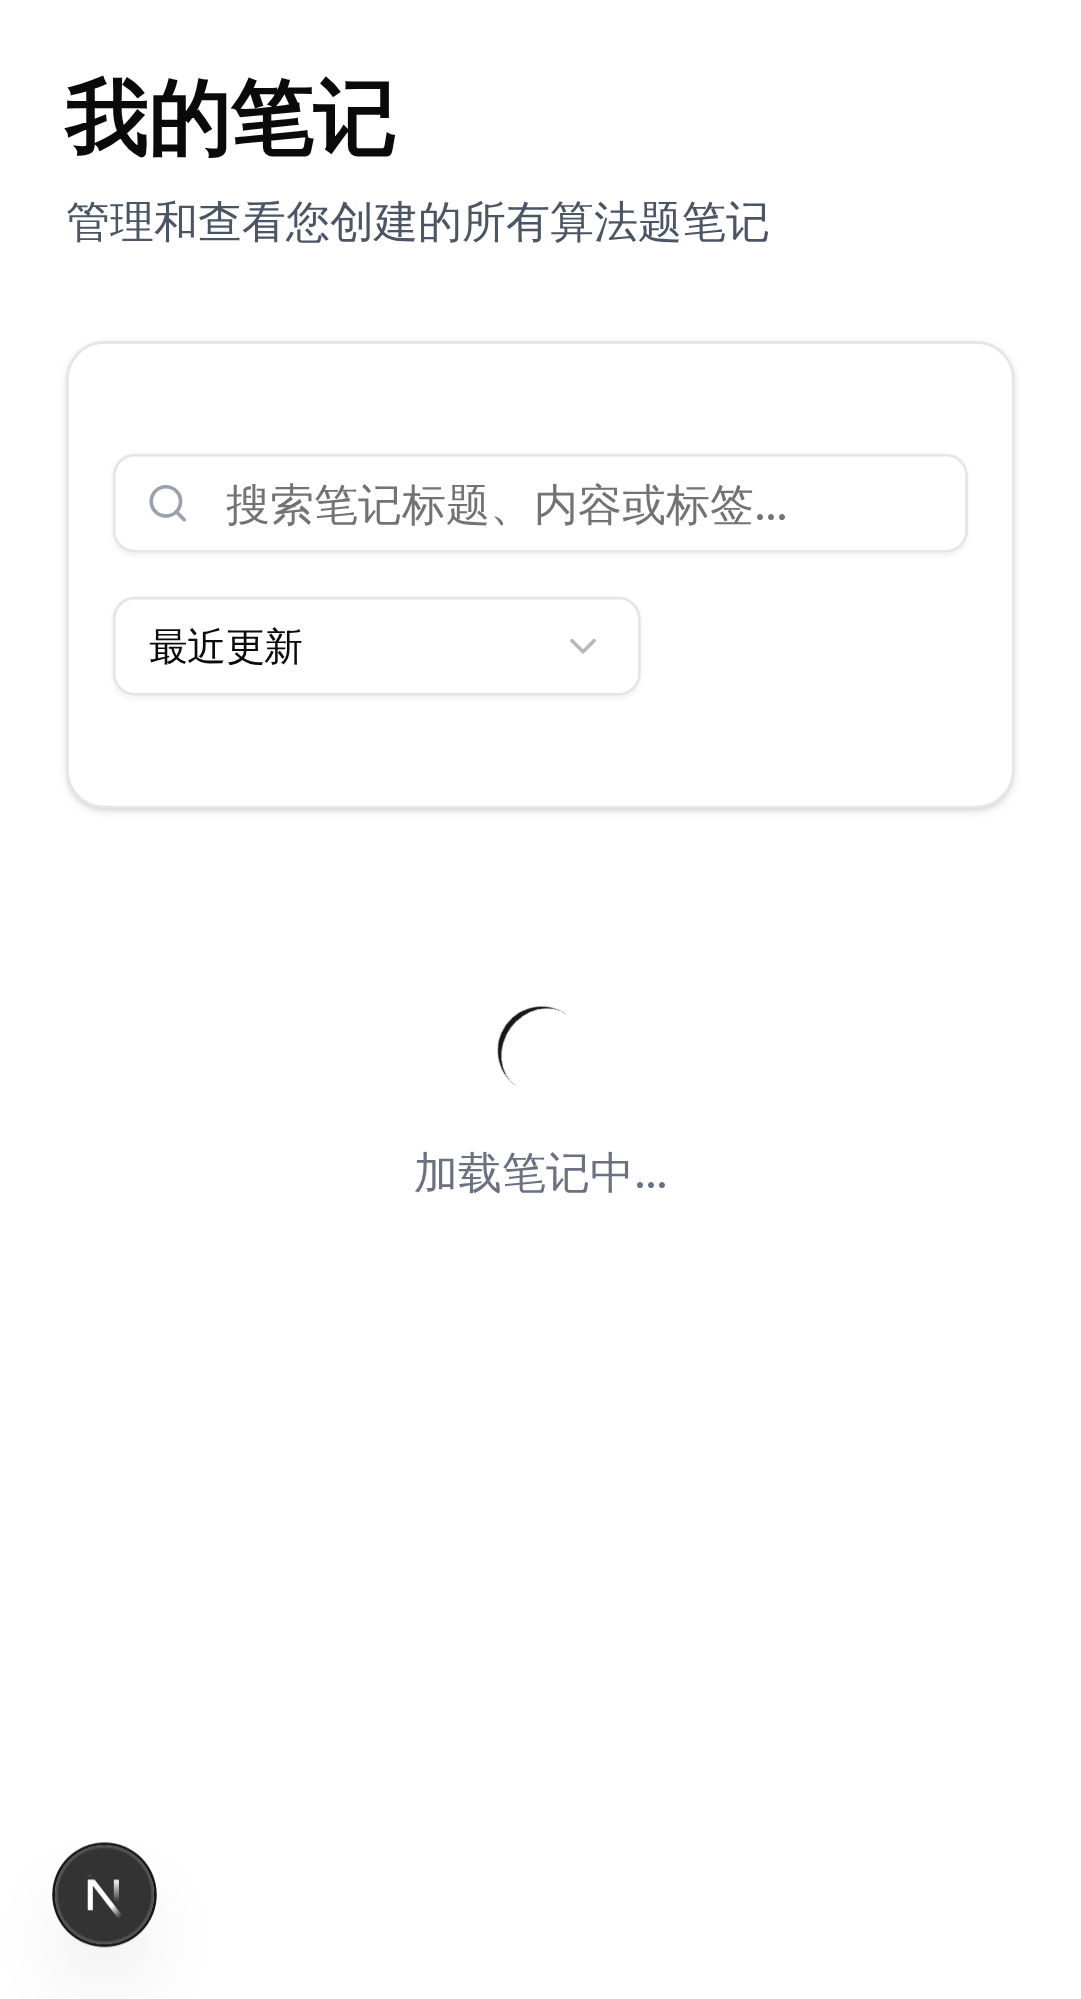 我的笔记
管理和查看您创建的所有算法题笔记
搜索笔记标题、内容或标签...
最近更新
加载笔记中...
N